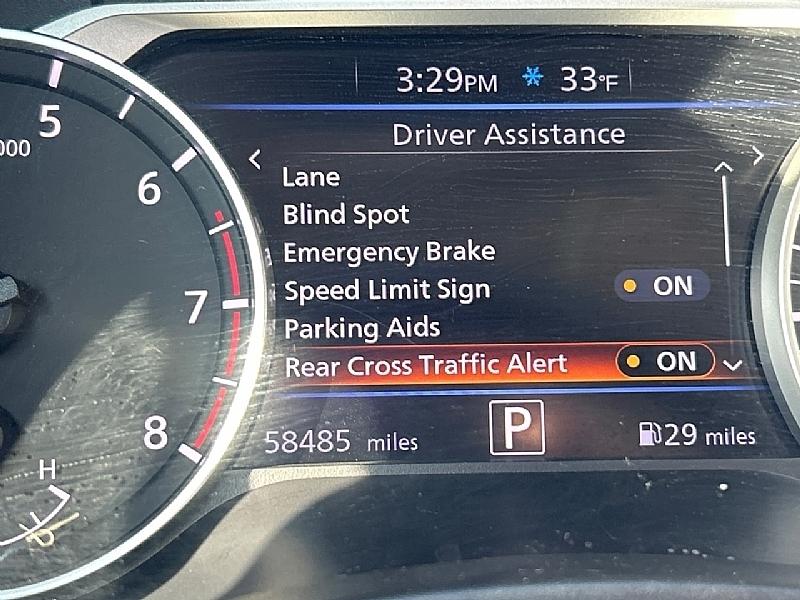 3:29PM 33°F
Driver Assistance
Lane
Blind Spot
Emergency Brake
Speed Limit Sign ON
Parking Aids
Rear Cross Traffic Alert ON
58485 miles P 29 miles
5
000
6
7
8
H